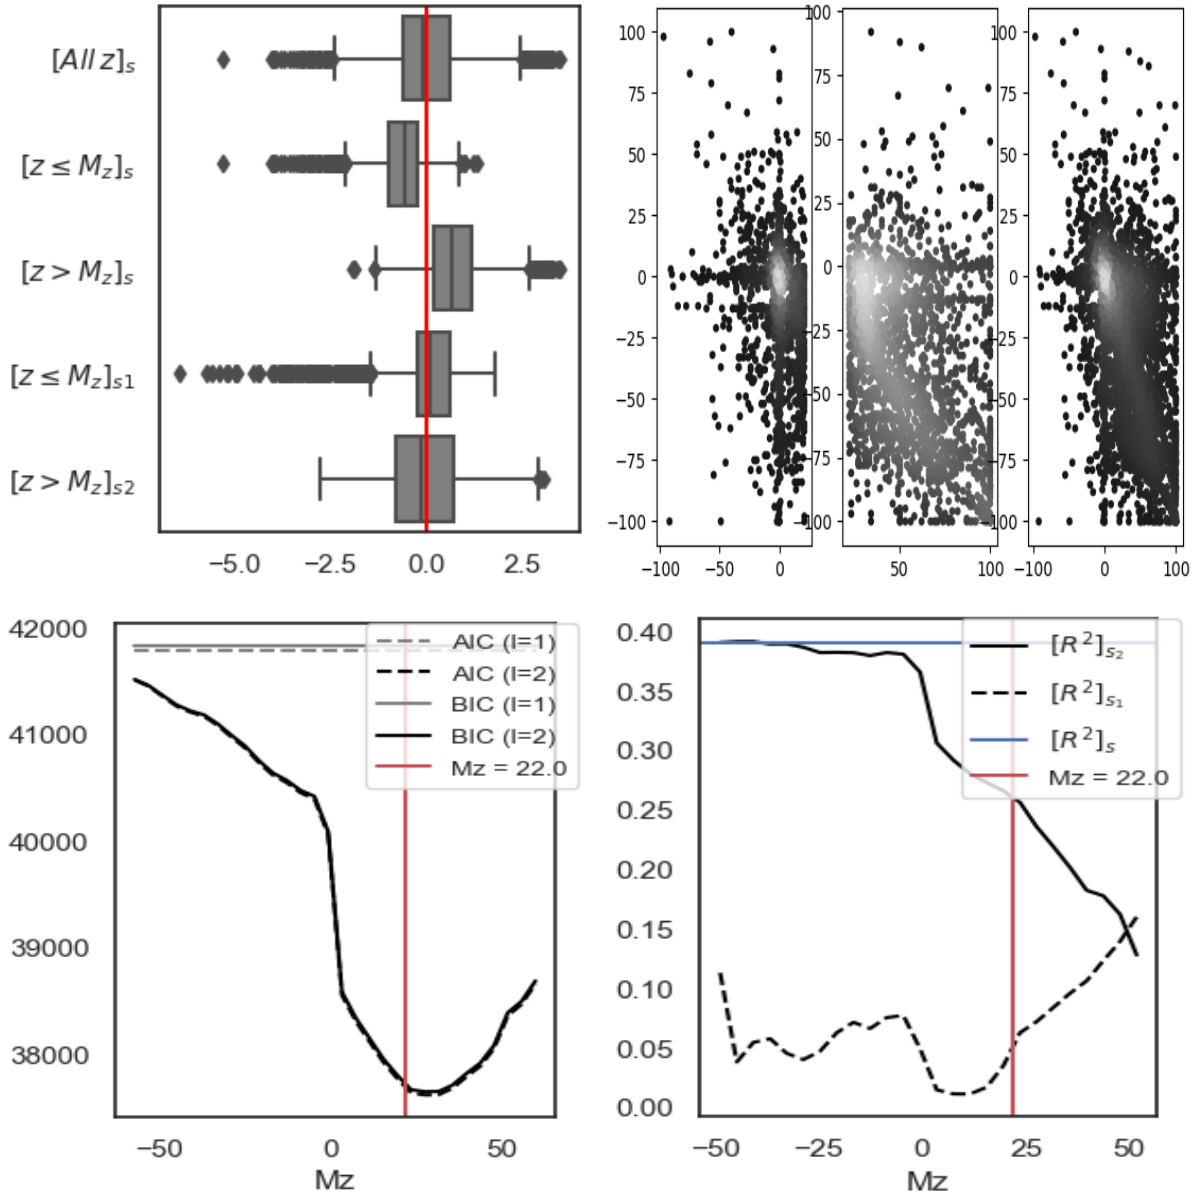 [All z]ₛ
[z ≤ M_z]ₛ
[z > M_z]ₛ
[z ≤ M_z]ₛ₁
[z > M_z]ₛ₂
−5.0 −2.5 0.0 2.5
100
75
50
25
0
−25
−50
−75
−100
−100 −50 0
100
75
50
25
0
−25
−50
−75
−100
50 100
100
75
50
25
0
−25
−50
−75
−100
−100 0 100
42000
41000
40000
39000
38000
AIC (I=1)
AIC (I=2)
BIC (I=1)
BIC (I=2)
Mz = 22.0
−50 0 50
Mz
0.40
0.35
0.30
0.25
0.20
0.15
0.10
0.05
0.00
[R²]ₛ₂
[R²]ₛ₁
[R²]ₛ
Mz = 22.0
−50 −25 0 25 50
Mz